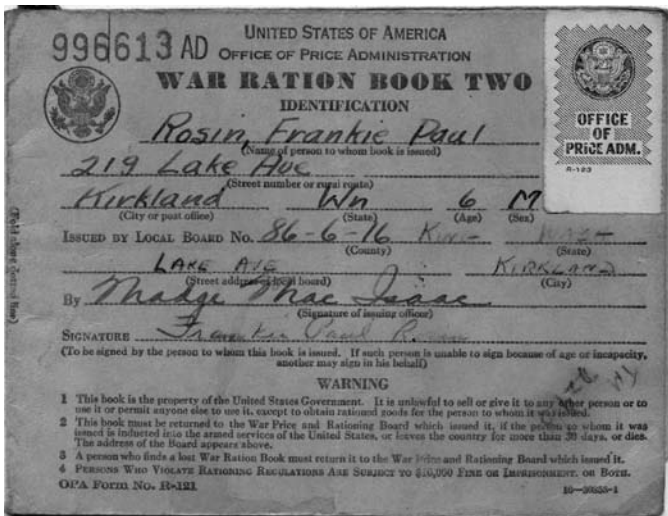 996613 AD
UNITED STATES OF AMERICA
OFFICE OF PRICE ADMINISTRATION
WAR RATION BOOK TWO
IDENTIFICATION
OFFICE
OF
PRICE ADM.
R-123
Rosin, Frankie Paul
(Name of person to whom book is issued)
219 Lake Ave
(Street number or rural route)
Kirkland Wn 6 M
(City or post office) (State) (Age) (Sex)
ISSUED BY LOCAL BOARD NO. 86-6-16 KING WASH
(County) (State)
LAKE AVE KIRKLAND
(Street address of local board) (City)
By Madge Mac Isaac
(Signature of issuing officer)
SIGNATURE Frankie Paul Rosin
(To be signed by the person to whom this book is issued. If such person is unable to sign because of age or incapacity,
another may sign in his behalf)
WARNING
1 This book is the property of the United States Government. It is unlawful to sell or give it to any other person or to
use it or permit anyone else to use it, except to obtain rationed goods for the person to whom it was issued.
2 This book must be returned to the War Price and Rationing Board which issued it, if the person to whom it was
issued is inducted into the armed services of the United States, or leaves the country for more than 30 days, or dies.
The address of the Board appears above.
3 A person who finds a lost War Ration Book must return it to the War Price and Rationing Board which issued it.
4 PERSONS WHO VIOLATE RATIONING REGULATIONS ARE SUBJECT TO $10,000 FINE OR IMPRISONMENT, OR BOTH.
OPA Form No. R-121